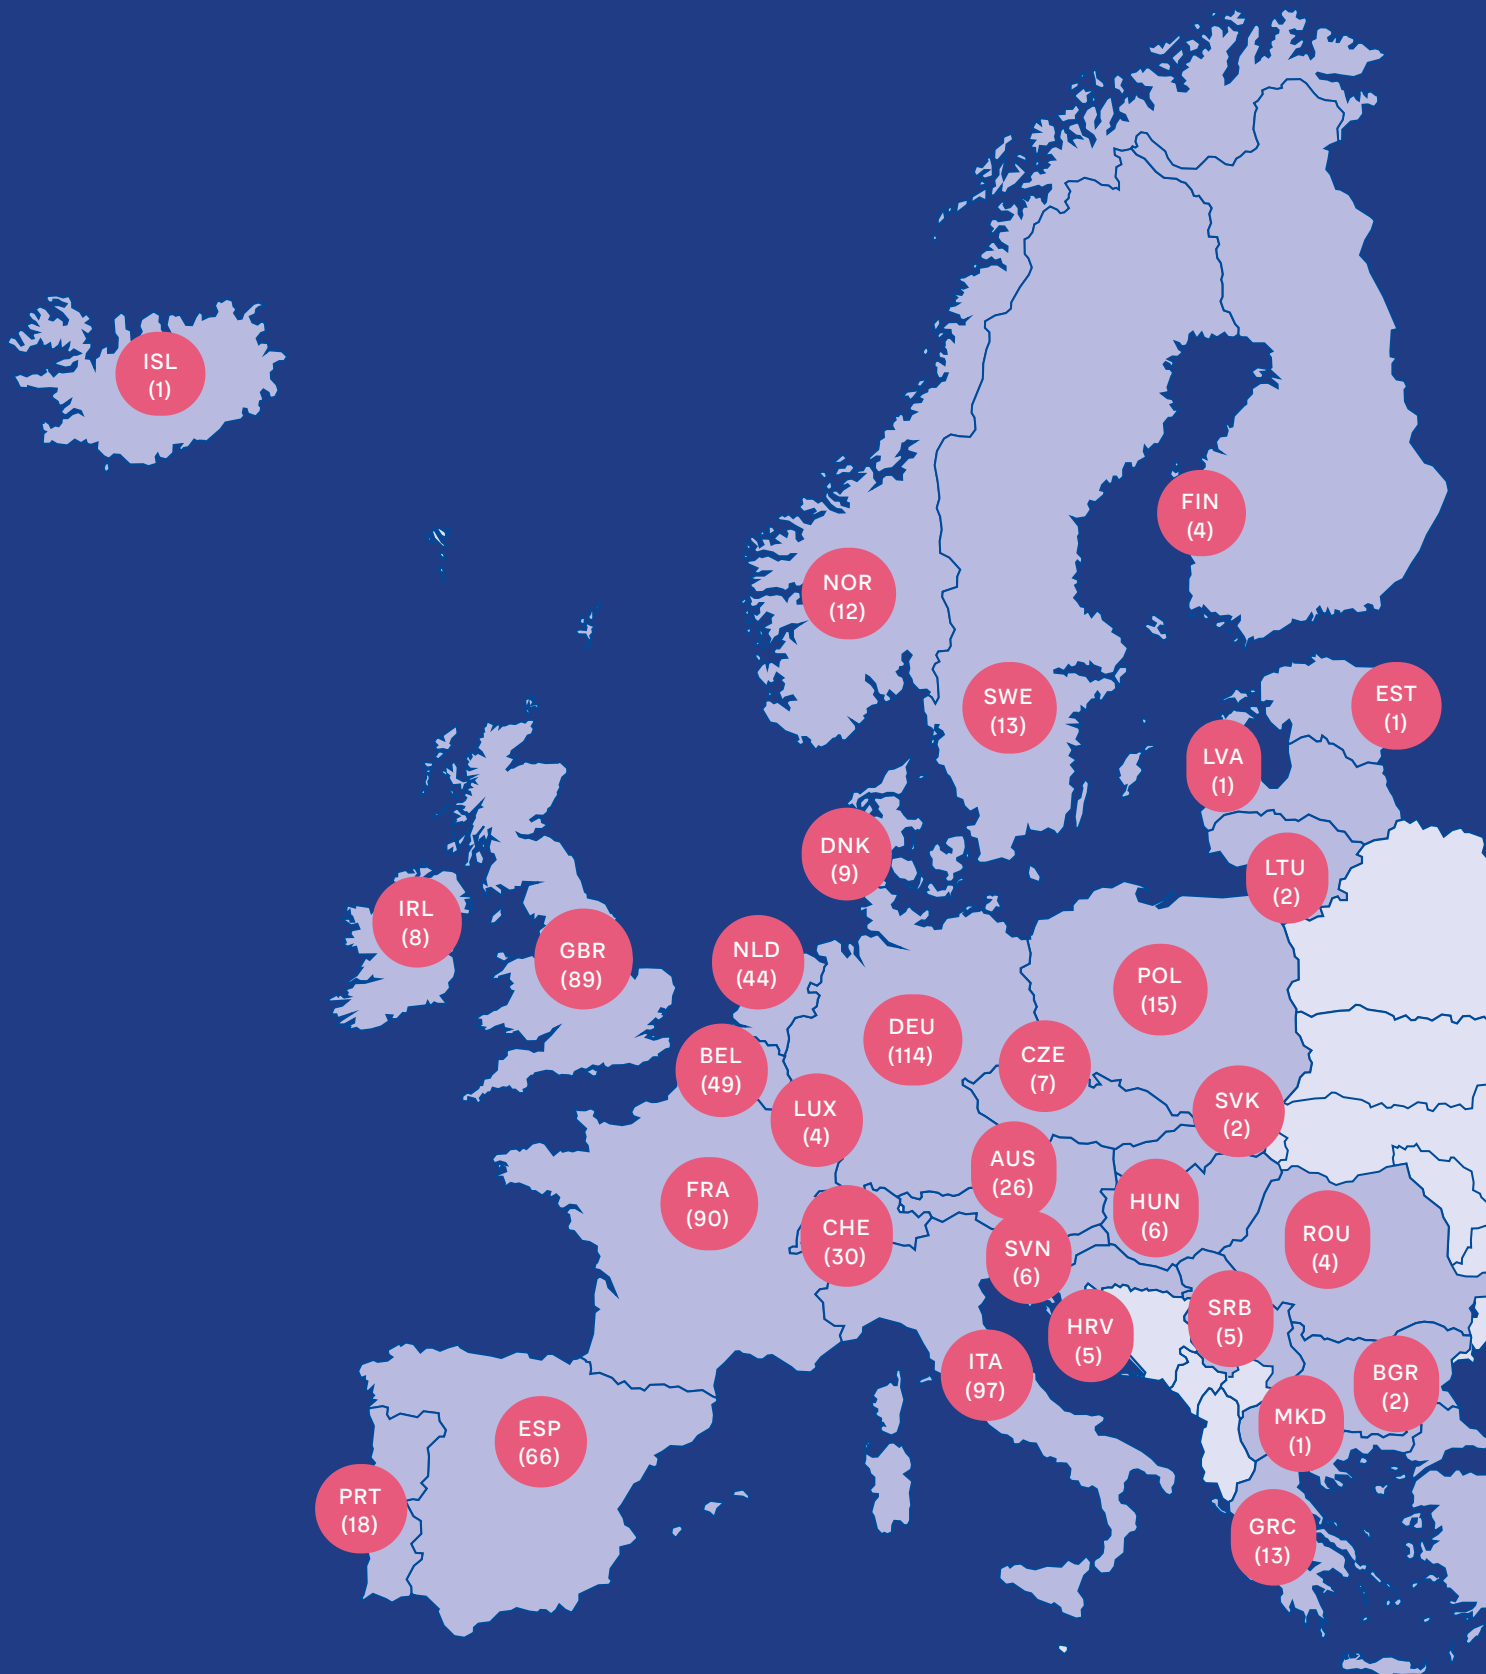 ISL
(1)
FIN
(4)
NOR
(12)
SWE
(13)
EST
(1)
LVA
(1)
DNK
(9)
LTU
(2)
IRL
(8)
GBR
(89)
NLD
(44)
POL
(15)
DEU
(114)
BEL
(49)
CZE
(7)
LUX
(4)
SVK
(2)
AUS
(26)
FRA
(90)
HUN
(6)
CHE
(30)
SVN
(6)
ROU
(4)
SRB
(5)
HRV
(5)
ITA
(97)
BGR
(2)
MKD
(1)
ESP
(66)
PRT
(18)
GRC
(13)